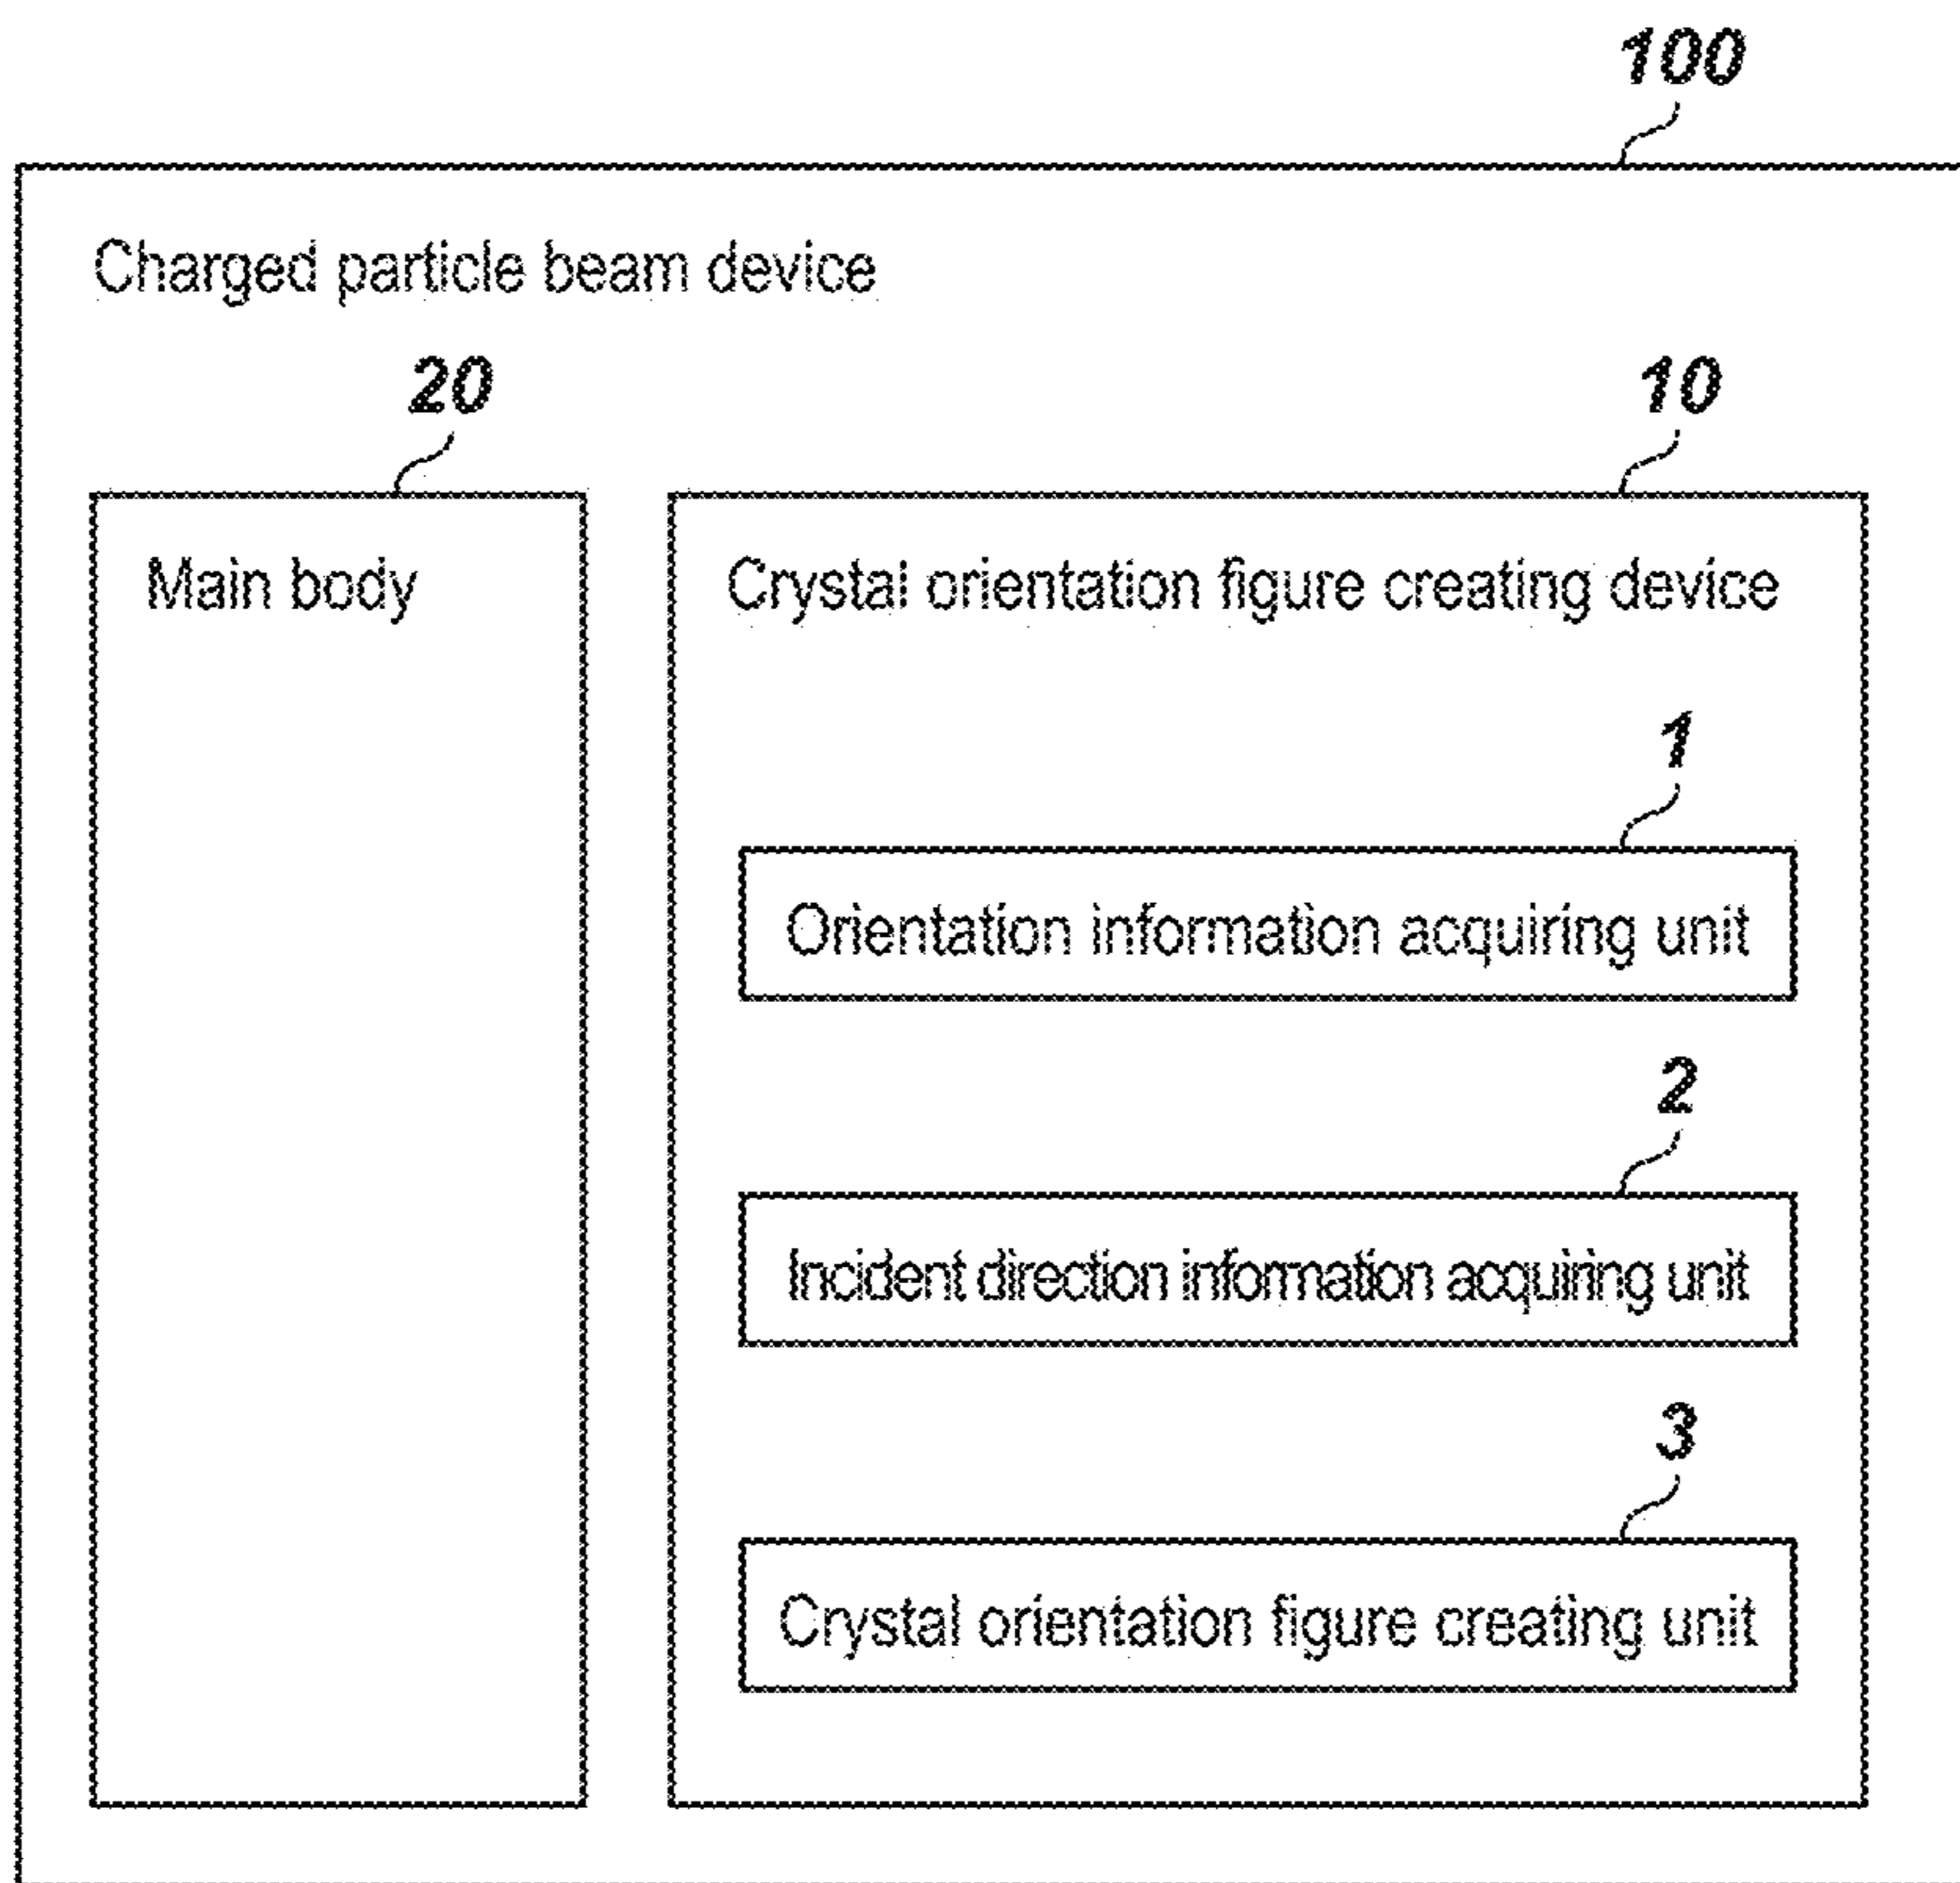 100
Charged particle beam device
20
10
Main body
Crystal orientation figure creating device
1
Orientation information acquiring unit
2
Incident direction information acquiring unit
3
Crystal orientation figure creating unit